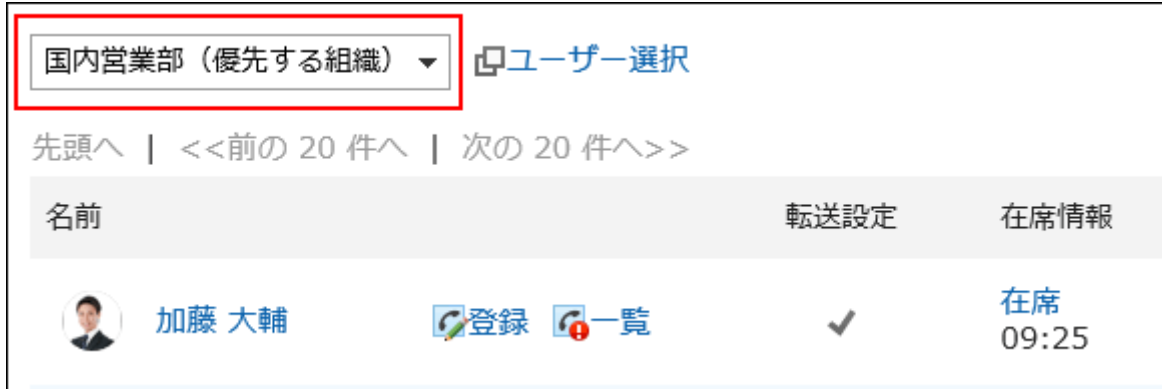 国内営業部（優先する組織） ユーザー選択
先頭へ | <<前の 20 件へ | 次の 20 件へ>>
名前 転送設定 在席情報
加藤 大輔 登録 一覧 在席
09:25